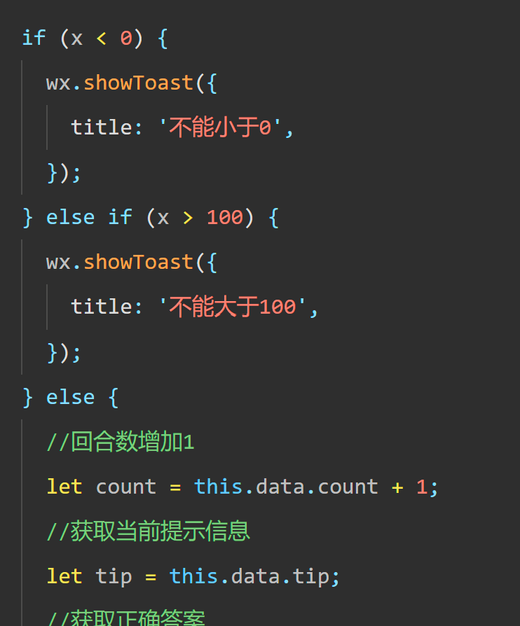 if (x < 0) {
wx.showToast({
title: '不能小于0',
});
} else if (x > 100) {
wx.showToast({
title: '不能大于100',
});
} else {
//回合数增加1
let count = this.data.count + 1;
//获取当前提示信息
let tip = this.data.tip;
//获取正确答案